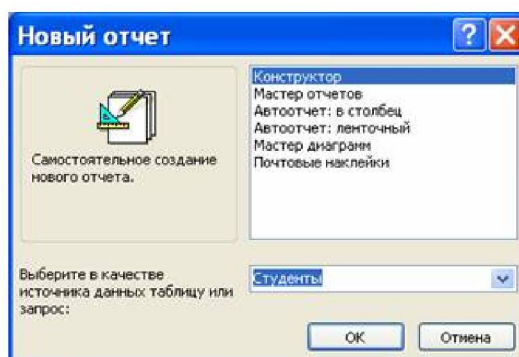 Новый отчет
Конструктор
Мастер отчетов
Автоотчет: в столбец
Автоотчет: ленточный
Мастер диаграмм
Почтовые наклейки
Самостоятельное создание
нового отчета.
Выберите в качестве
источника данных таблицу или
запрос:
Студенты
ОК
Отмена